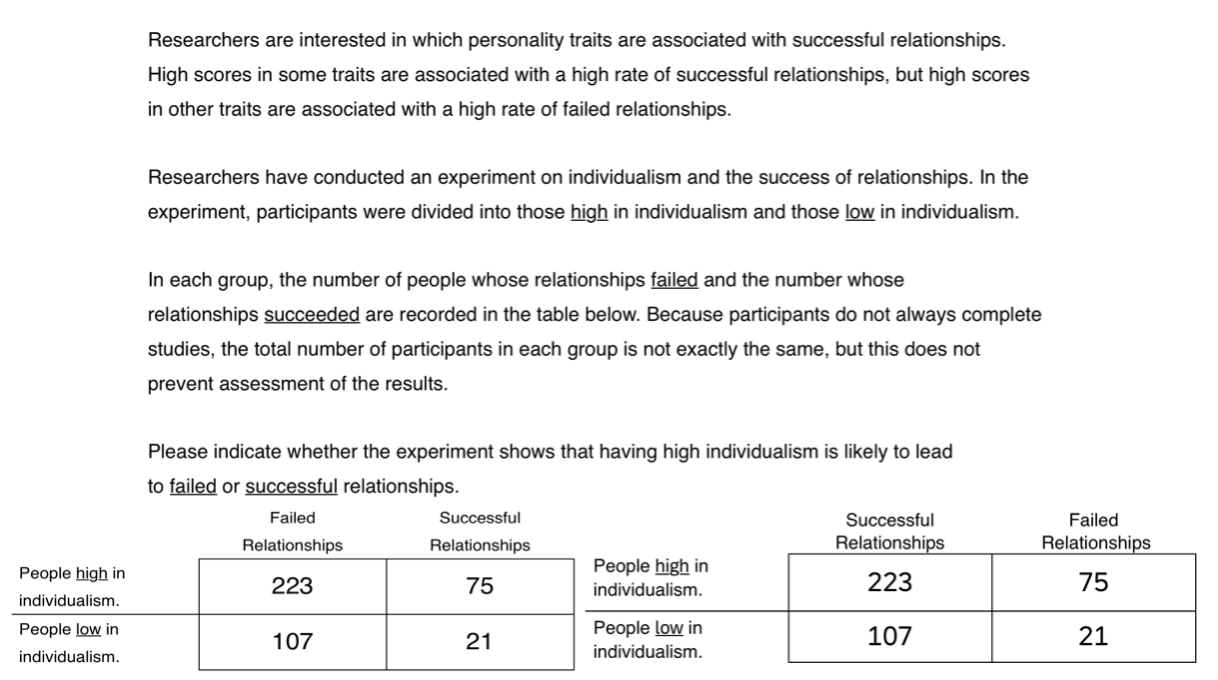 Researchers are interested in which personality traits are associated with successful relationships.
High scores in some traits are associated with a high rate of successful relationships, but high scores
in other traits are associated with a high rate of failed relationships.
Researchers have conducted an experiment on individualism and the success of relationships. In the
experiment, participants were divided into those high in individualism and those low in individualism.
In each group, the number of people whose relationships failed and the number whose
relationships succeeded are recorded in the table below. Because participants do not always complete
studies, the total number of participants in each group is not exactly the same, but this does not
prevent assessment of the results.
Please indicate whether the experiment shows that having high individualism is likely to lead
to failed or successful relationships.
Failed Successful
Relationships Relationships
People high in
individualism.
223 75
People low in
individualism.
107 21
Successful Failed
Relationships Relationships
People high in
individualism.
223 75
People low in
individualism.
107 21